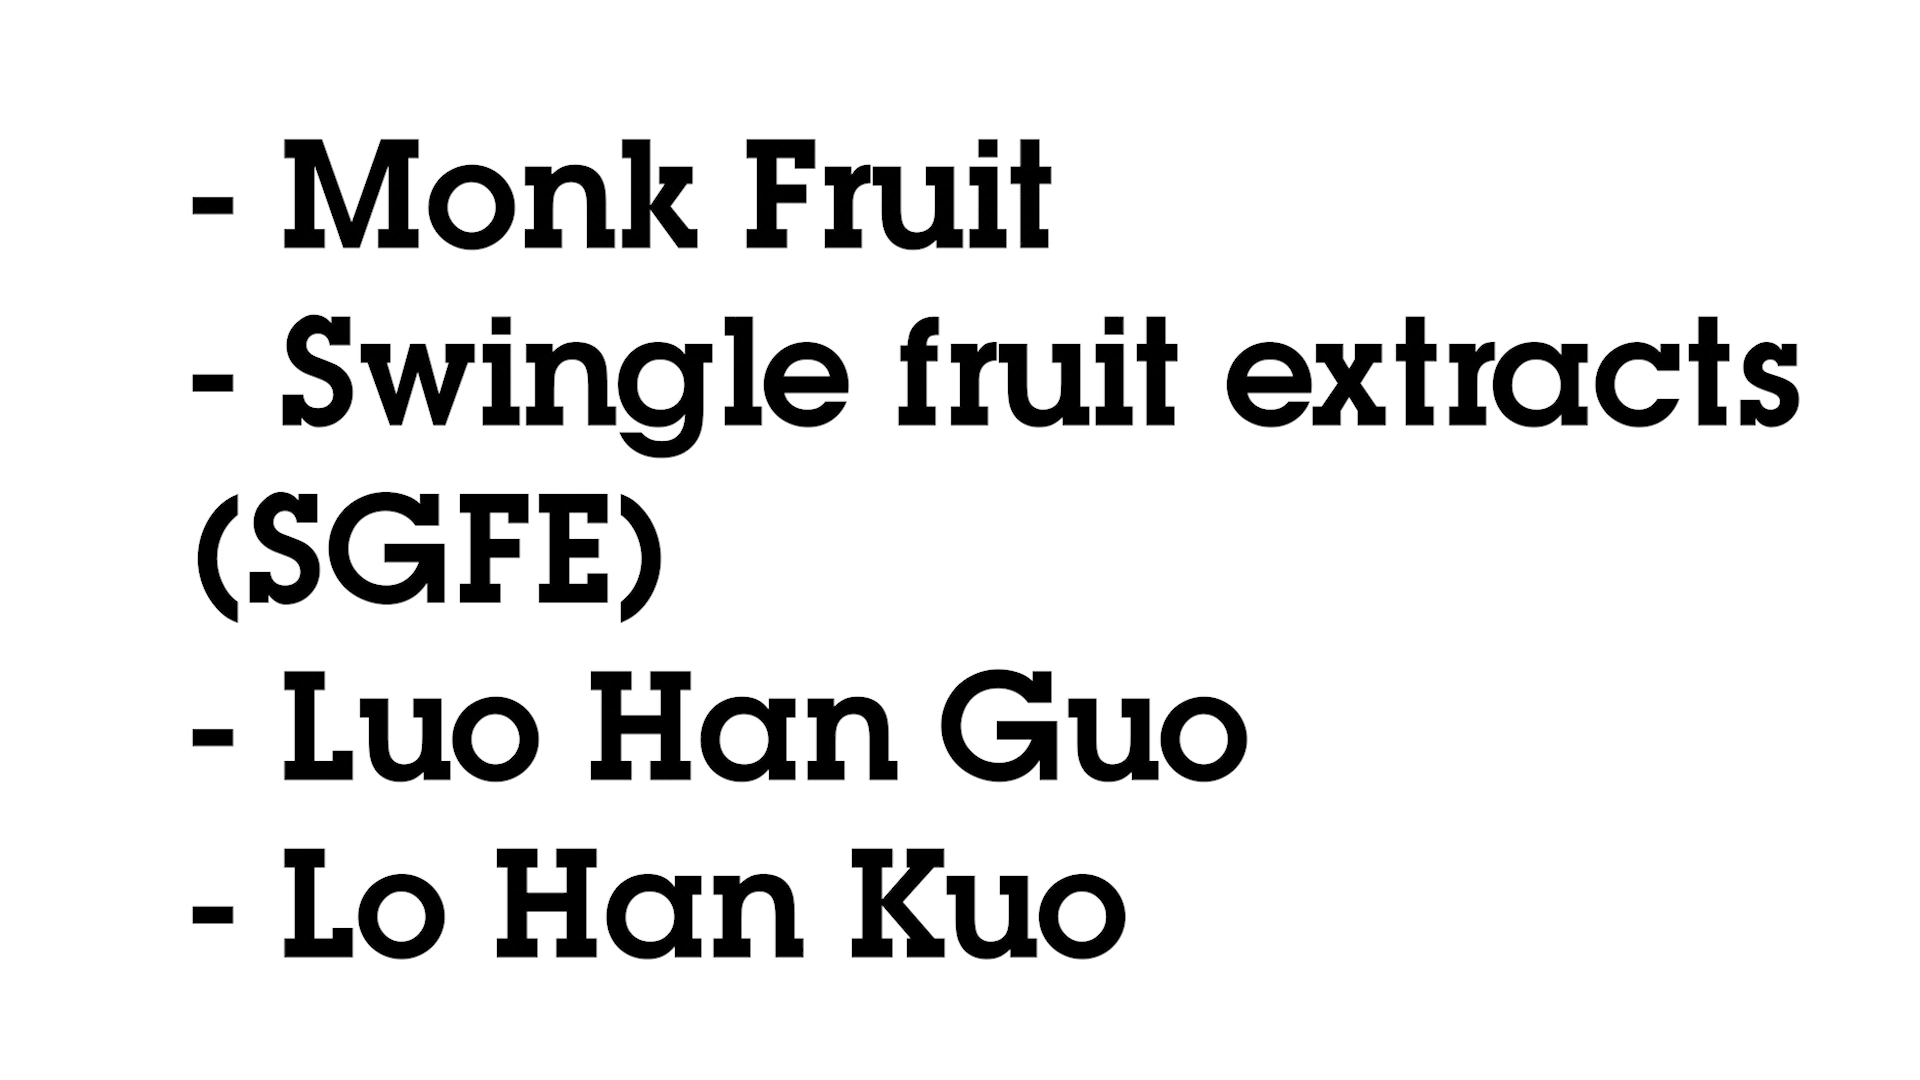 - Monk Fruit
- Swingle fruit extracts
(SGFE)
- Luo Han Guo
- Lo Han Kuo